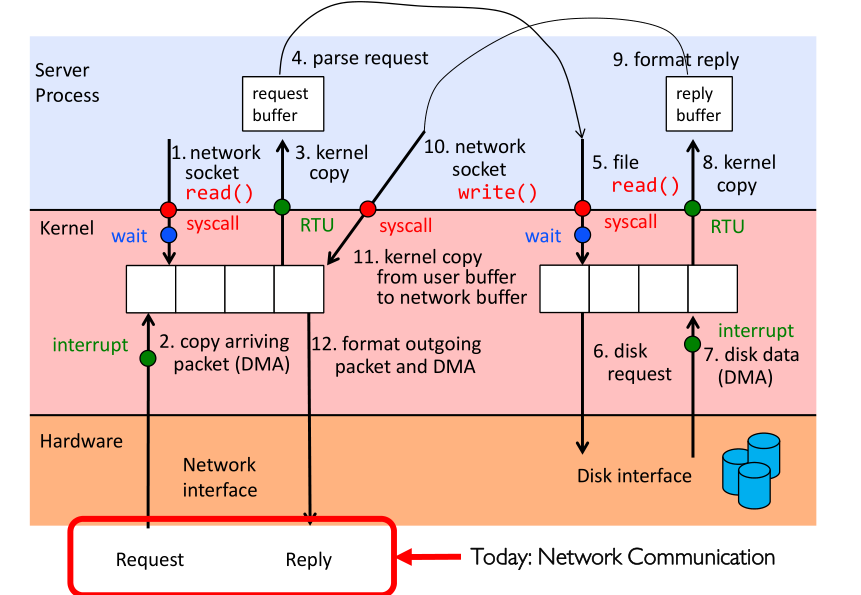 4. parse request
9. format reply
Server
Process
request
buffer
reply
buffer
1. network
socket
read()
3. kernel
copy
10. network
socket
write()
5. file
read()
8. kernel
copy
Kernel
wait
syscall
RTU
syscall
wait
syscall
RTU
11. kernel copy
from user buffer
to network buffer
interrupt
2. copy arriving
packet (DMA)
12. format outgoing
packet and DMA
6. disk
request
interrupt
7. disk data
(DMA)
Hardware
Network
interface
Disk interface
Request
Reply
Today: Network Communication